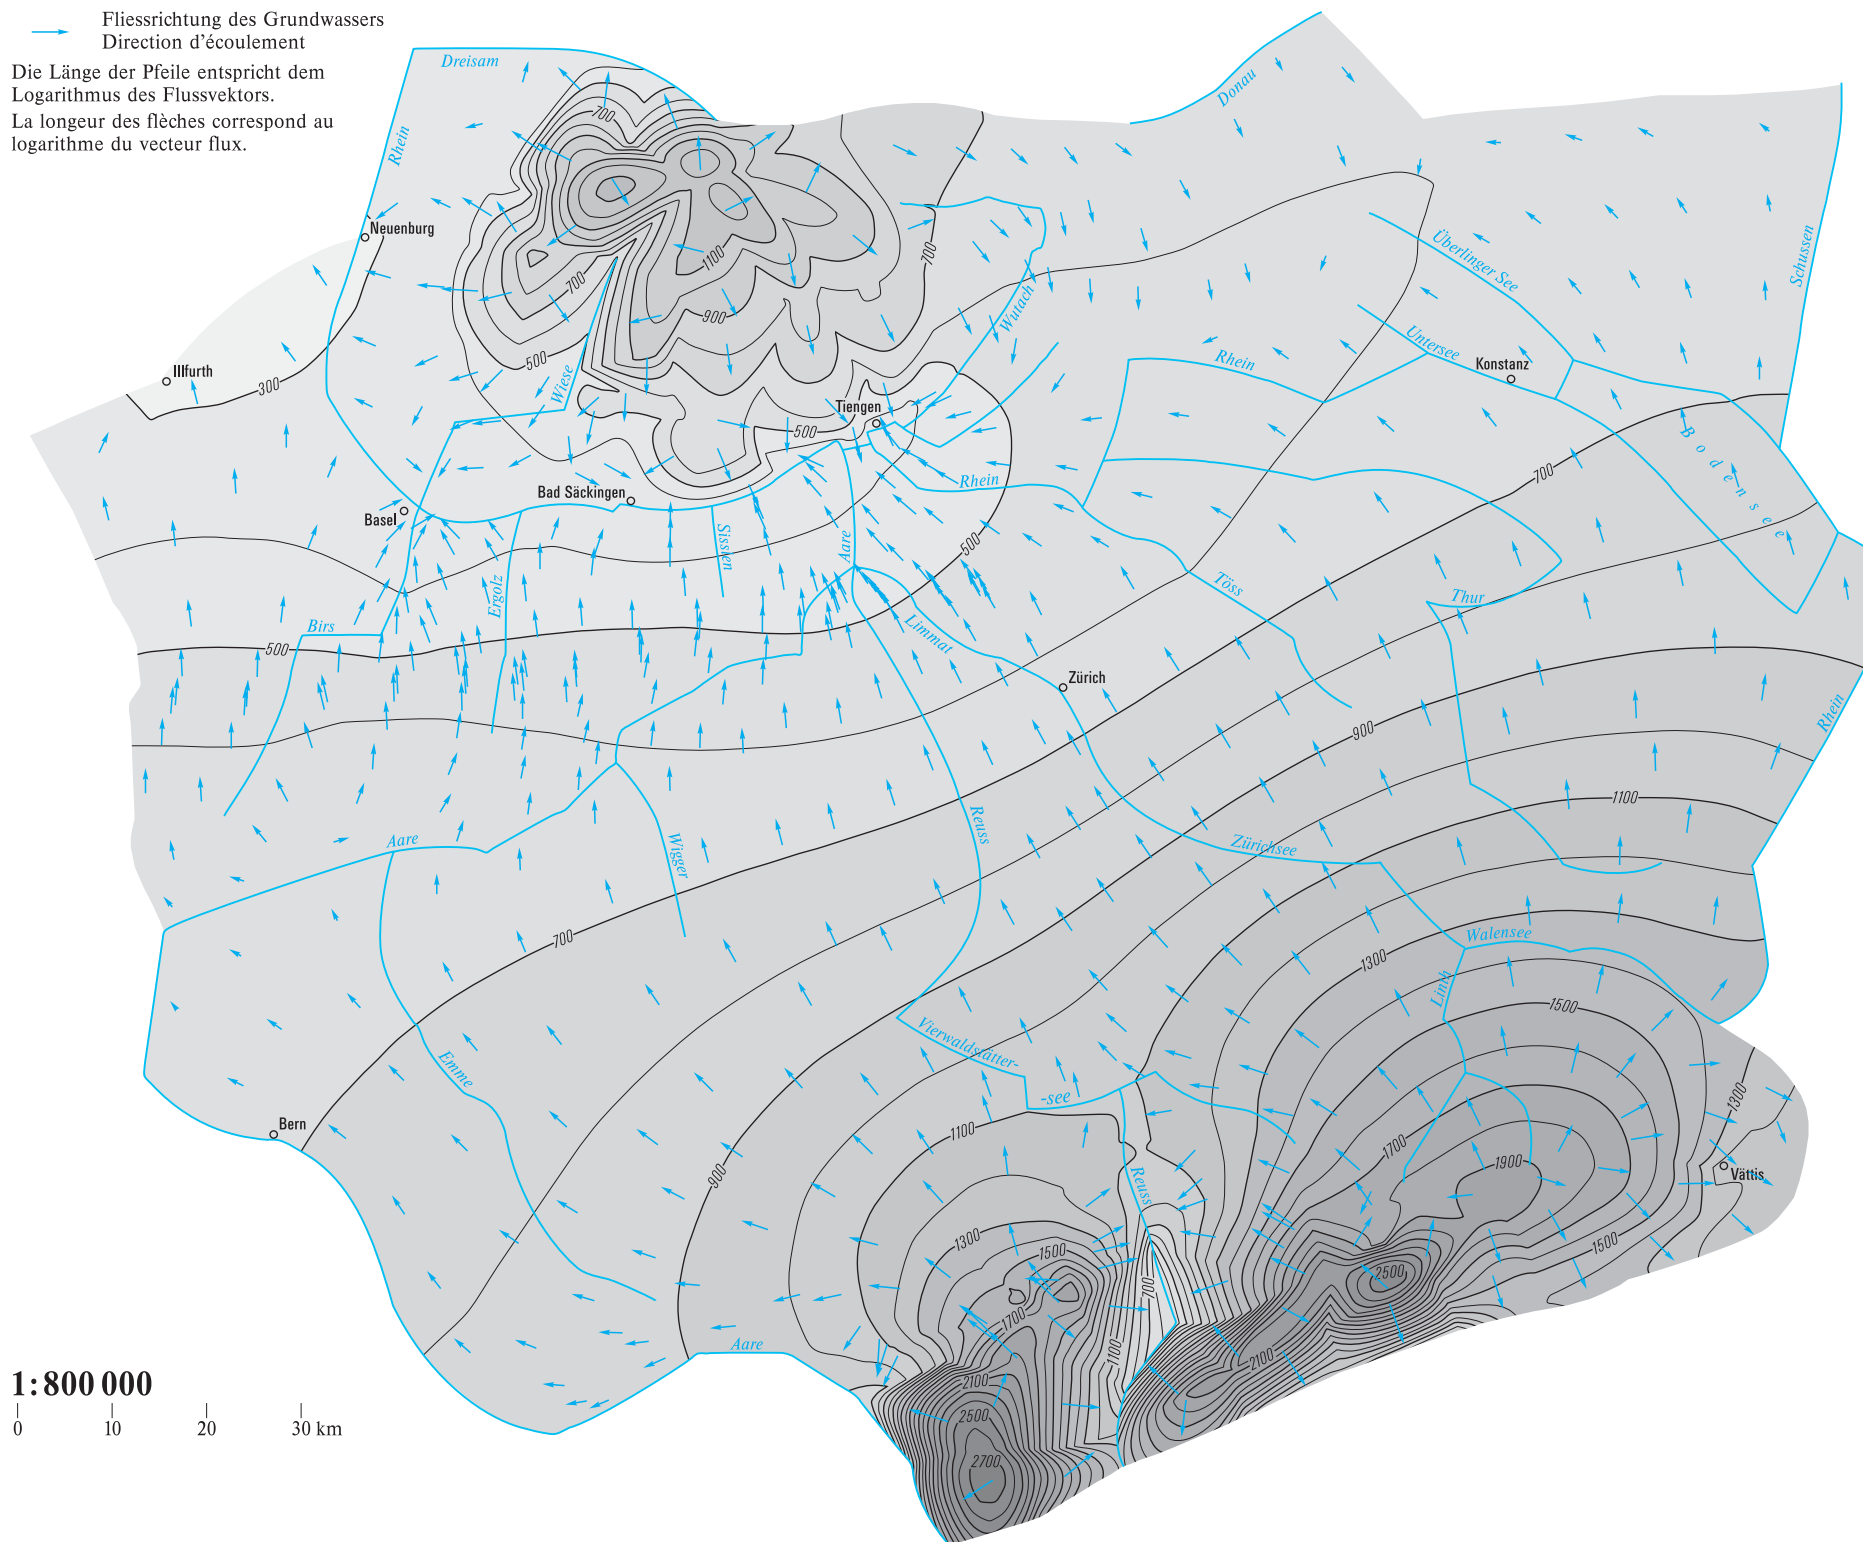 Fliessrichtung des Grundwassers
Direction d'écoulement
Die Länge der Pfeile entspricht dem
Logarithmus des Flussvektors.
La longeur des flèches correspond au
logarithme du vecteur flux.
Dreisam
Donau
Rhein
700
Neuenburg
Schussen
Überlinger See
700
1100
700
Wutach
900
Untersee
500
Rhein
Konstanz
Illfurth
300
Wiese
Tiengen
500
Bodensee
700
Rhein
Bad Säckingen
Basel
Sissien
Aare
500
Ergolz
Töss
Thur
Birs
Limmat
500
Zürich
Rhein
900
1100
Aare
Wigger
Reuss
Zürichsee
700
Walensee
1300
Linth
1500
Vierwaldstätter-
Emme
-see
1300
Bern
1100
1700
1900
900
Reuss
Vättis
1300
1500
1500
2500
700
1700
Aare
1100
2100
1:800 000
2100
2500
0 10 20 30 km
2700